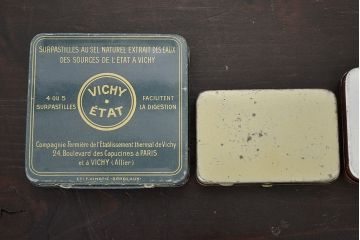 SURPASTILLES AU SEL NATUREL EXTRAIT DES EAUX
DES SOURCES DE L'ÉTAT A VICHY
VICHY
ÉTAT
4 OU 5
SURPASTILLES
FACILITENT
LA DIGESTION
Compagnie Fermière de l'Etablissement thermal de Vichy
24, Boulevard des Capucines à PARIS
et à VICHY (Allier)